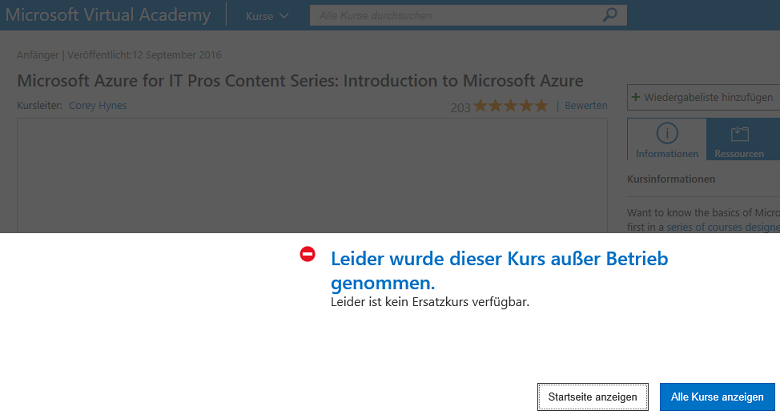 Microsoft Virtual Academy Kurse Alle Kurse durchsuchen
Anfänger | Veröffentlicht:12 September 2016
Microsoft Azure for IT Pros Content Series: Introduction to Microsoft Azure
Kursleiter: Corey Hynes 203 | Bewerten
+ Wiedergabeliste hinzufügen
Informationen Ressourcen
Kursinformationen
Want to know the basics of Micro
first in a series of courses designe
Leider wurde dieser Kurs außer Betrieb
genommen.
Leider ist kein Ersatzkurs verfügbar.
Startseite anzeigen Alle Kurse anzeigen